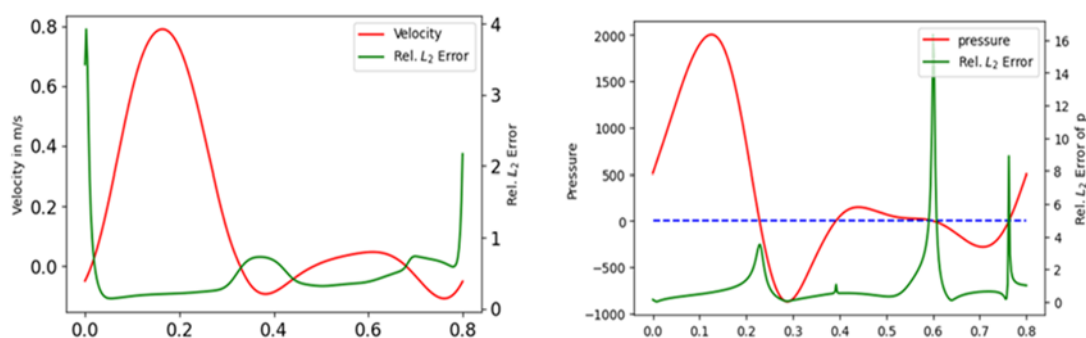 Velocity
Rel. L₂ Error
Velocity in m/s
0.8
0.6
0.4
0.2
0.0
0.0 0.2 0.4 0.6 0.8
4
3
2
1
0
Rel. L₂ Error
pressure
Rel. L₂ Error
Pressure
2000
1500
1000
500
0
−500
−1000
0.0 0.1 0.2 0.3 0.4 0.5 0.6 0.7 0.8
16
14
12
10
8
6
4
2
0
Rel. L₂ Error of p